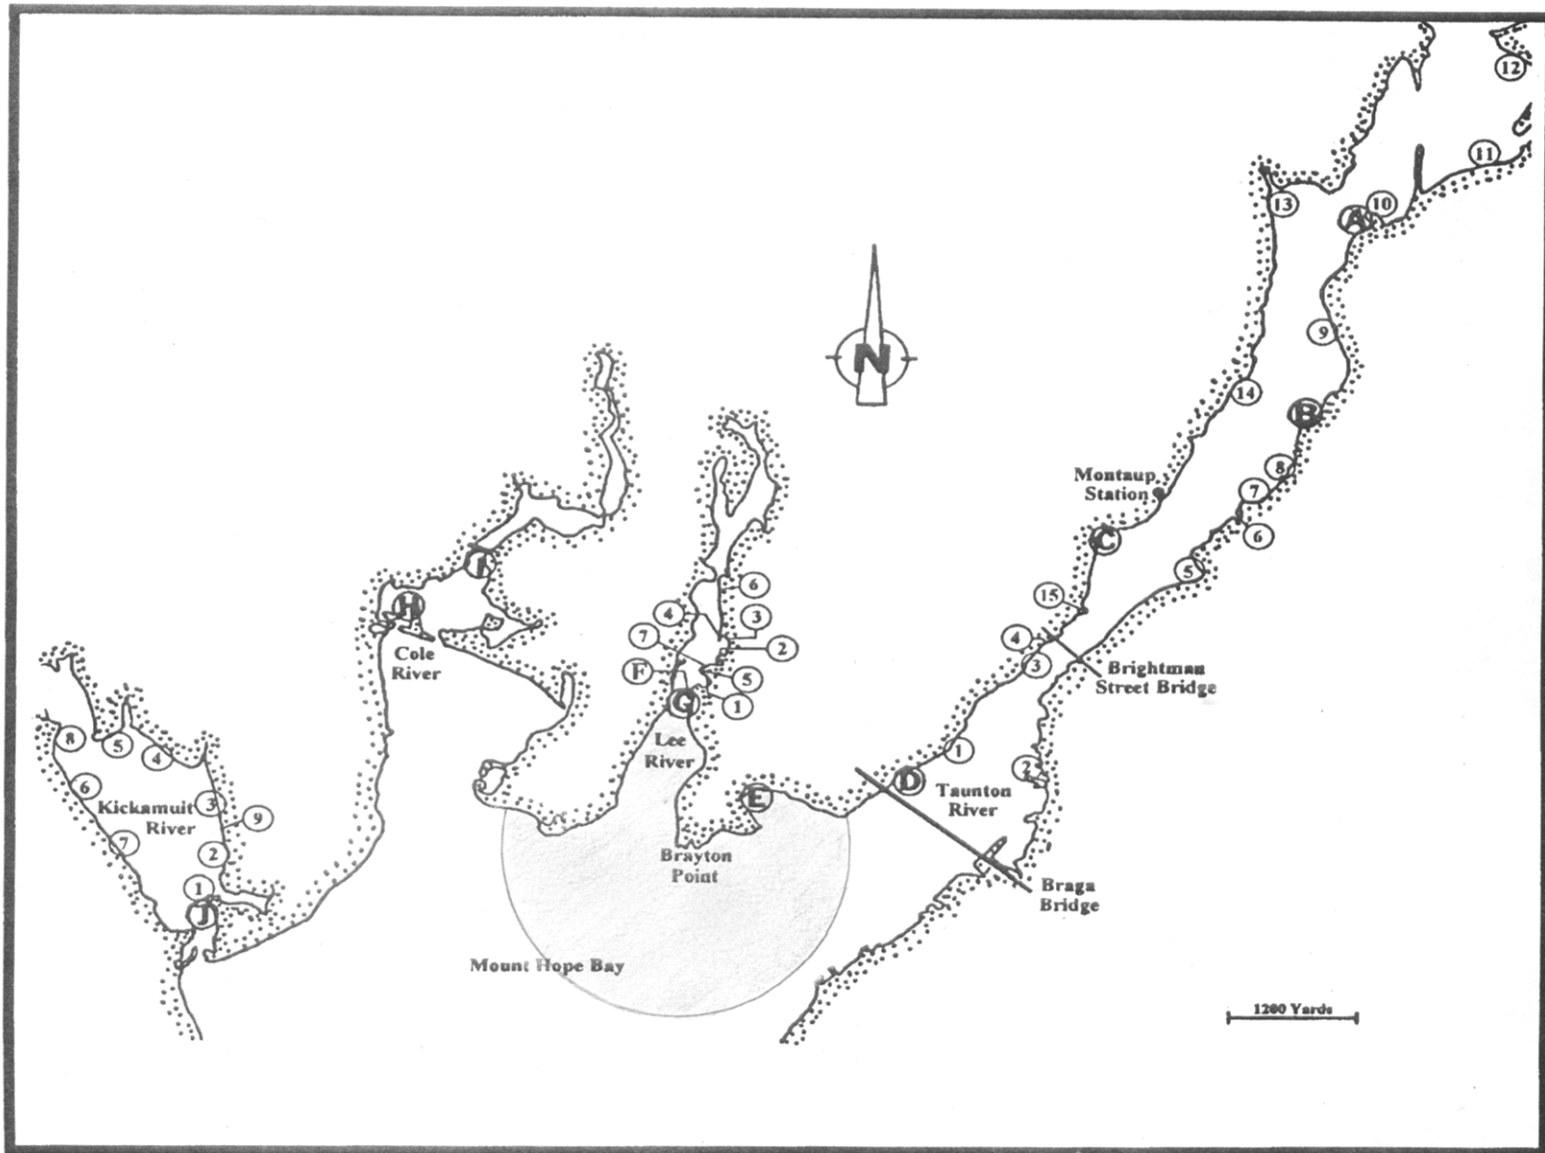 12
11
13
10
A
9
N
14
B
Montaup
Station
8
7
6
C
5
I
H
6
15
4
3
4
7
2
3
Cole
River
F
5
Brightman
Street Bridge
G
1
8
5
4
Lee
River
1
2
6
D
Taunton
River
E
Kickamuit
River
3
9
7
2
Brayton
Point
1
J
Braga
Bridge
Mount Hope Bay
1200 Yards